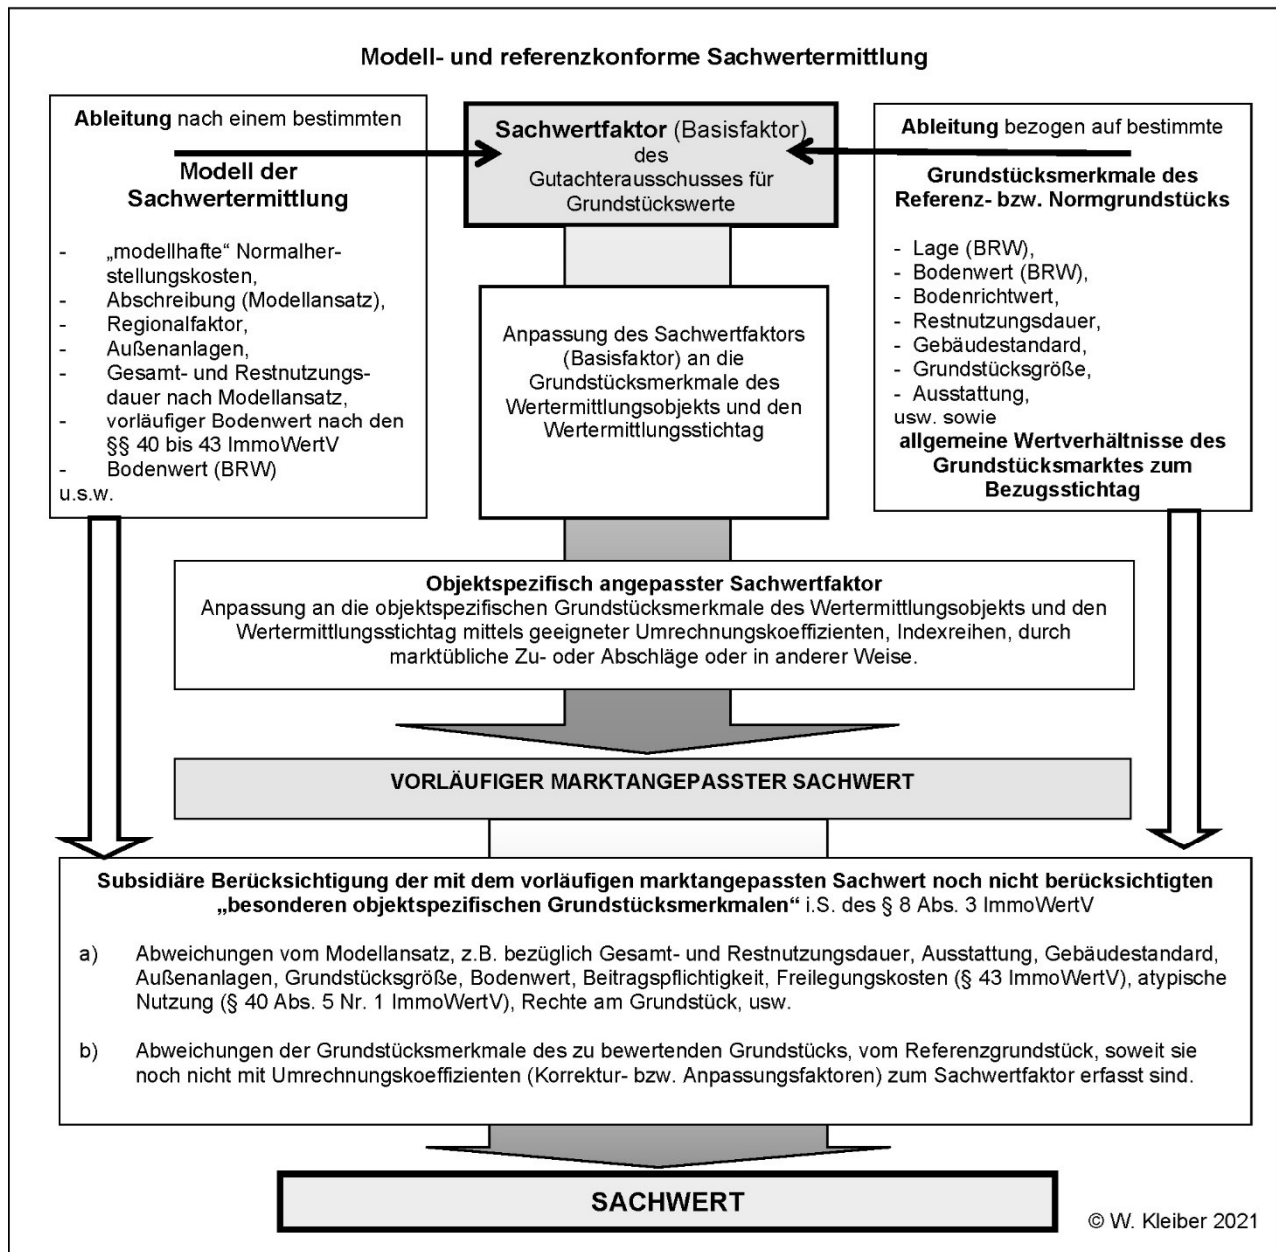 Modell- und referenzkonforme Sachwertermittlung
Ableitung nach einem bestimmten
Modell der
Sachwertermittlung
- „modellhafte“ Normalher-
stellungskosten,
- Abschreibung (Modellansatz),
- Regionalfaktor,
- Außenanlagen,
- Gesamt- und Restnutzungs-
dauer nach Modellansatz,
- vorläufiger Bodenwert nach den
§§ 40 bis 43 ImmoWertV
- Bodenwert (BRW)
u.s.w.
Sachwertfaktor (Basisfaktor)
des
Gutachterausschusses für
Grundstückswerte
Anpassung des Sachwertfaktors
(Basisfaktor) an die
Grundstücksmerkmale des
Wertermittlungsobjekts und den
Wertermittlungsstichtag
Ableitung bezogen auf bestimmte
Grundstücksmerkmale des
Referenz- bzw. Normgrundstücks
- Lage (BRW),
- Bodenwert (BRW),
- Bodenrichtwert,
- Restnutzungsdauer,
- Gebäudestandard,
- Grundstücksgröße,
- Ausstattung,
usw. sowie
allgemeine Wertverhältnisse des
Grundstücksmarktes zum
Bezugsstichtag
Objektspezifisch angepasster Sachwertfaktor
Anpassung an die objektspezifischen Grundstücksmerkmale des Wertermittlungsobjekts und den
Wertermittlungsstichtag mittels geeigneter Umrechnungskoeffizienten, Indexreihen, durch
marktübliche Zu- oder Abschläge oder in anderer Weise.
VORLÄUFIGER MARKTANGEPASSTER SACHWERT
Subsidiäre Berücksichtigung der mit dem vorläufigen marktangepassten Sachwert noch nicht berücksichtigten
„besonderen objektspezifischen Grundstücksmerkmalen“ i.S. des § 8 Abs. 3 ImmoWertV
a) Abweichungen vom Modellansatz, z.B. bezüglich Gesamt- und Restnutzungsdauer, Ausstattung, Gebäudestandard,
Außenanlagen, Grundstücksgröße, Bodenwert, Beitragspflichtigkeit, Freilegungskosten (§ 43 ImmoWertV), atypische
Nutzung (§ 40 Abs. 5 Nr. 1 ImmoWertV), Rechte am Grundstück, usw.
b) Abweichungen der Grundstücksmerkmale des zu bewertenden Grundstücks, vom Referenzgrundstück, soweit sie
noch nicht mit Umrechnungskoeffizienten (Korrektur- bzw. Anpassungsfaktoren) zum Sachwertfaktor erfasst sind.
SACHWERT
© W. Kleiber 2021